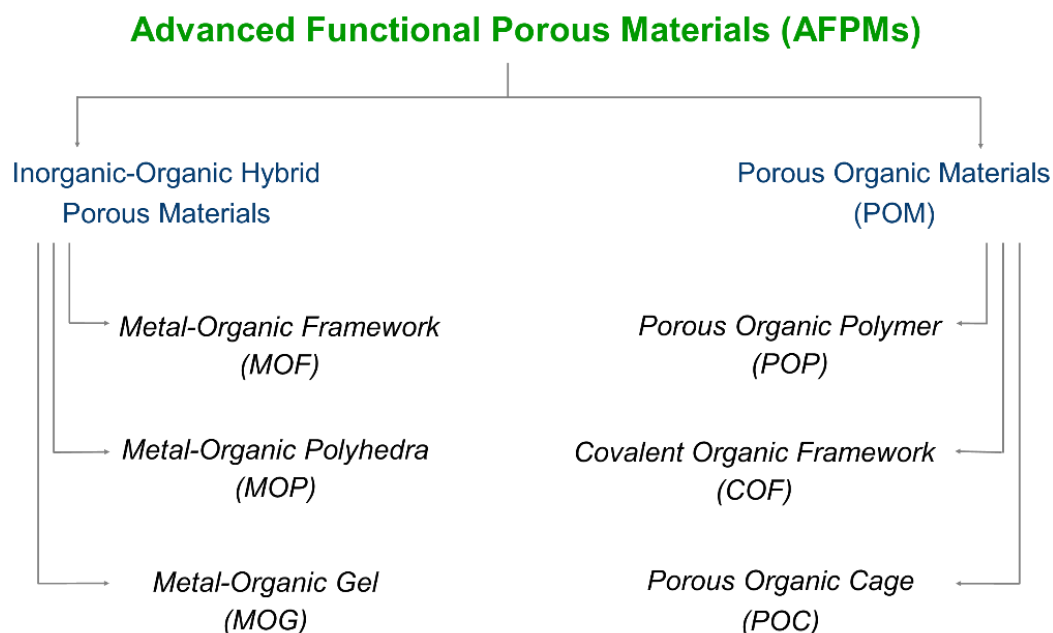 Advanced Functional Porous Materials (AFPMs)
Inorganic-Organic Hybrid
Porous Materials
Metal-Organic Framework
(MOF)
Metal-Organic Polyhedra
(MOP)
Metal-Organic Gel
(MOG)
Porous Organic Materials
(POM)
Porous Organic Polymer
(POP)
Covalent Organic Framework
(COF)
Porous Organic Cage
(POC)